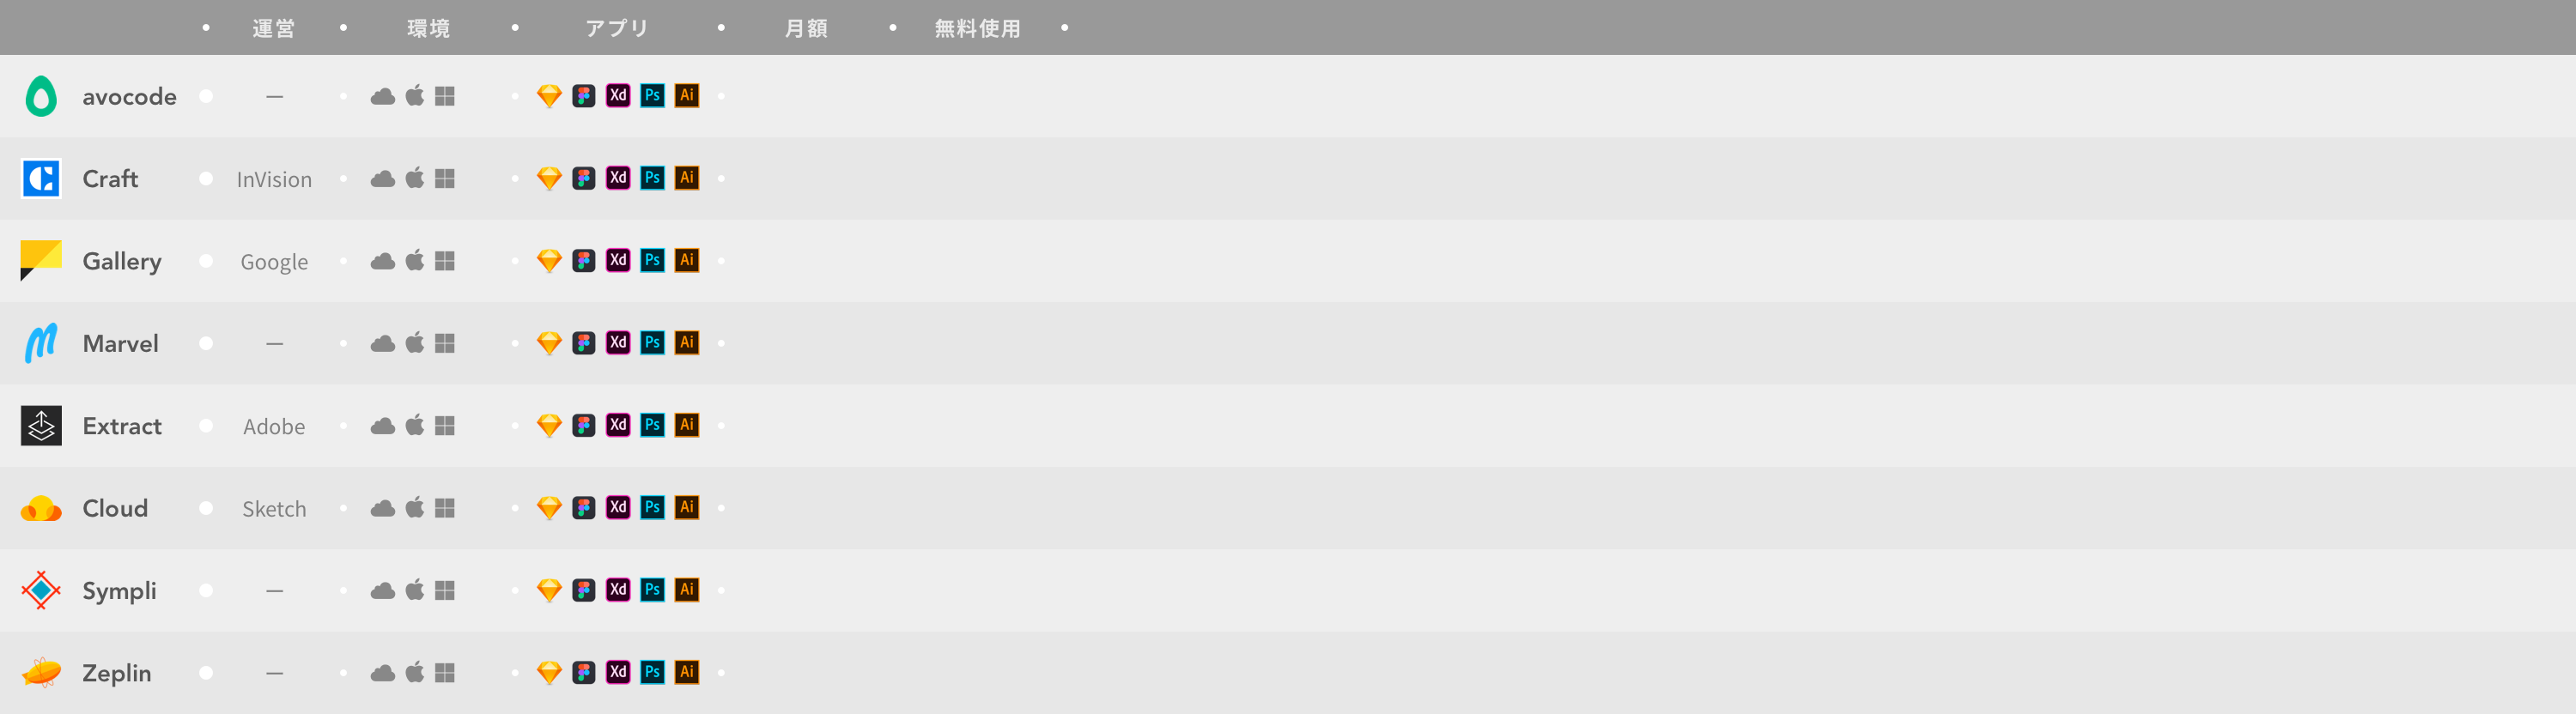 運営 環境 アプリ 月額 無料使用
avocode — Xd Ps Ai
Craft InVision Xd Ps Ai
Gallery Google Xd Ps Ai
Marvel — Xd Ps Ai
Extract Adobe Xd Ps Ai
Cloud Sketch Xd Ps Ai
Sympli — Xd Ps Ai
Zeplin — Xd Ps Ai